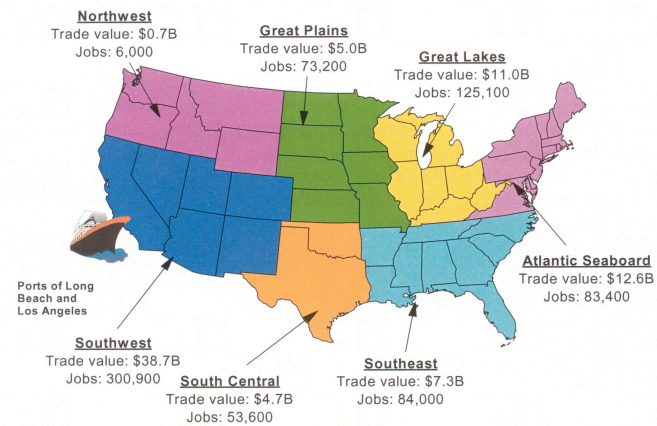 Northwest
Trade value: $0.7B
Jobs: 6,000
Great Plains
Trade value: $5.0B
Jobs: 73,200
Great Lakes
Trade value: $11.0B
Jobs: 125,100
Atlantic Seaboard
Trade value: $12.6B
Jobs: 83,400
Ports of Long
Beach and
Los Angeles
Southwest
Trade value: $38.7B
Jobs: 300,900
South Central
Trade value: $4.7B
Jobs: 53,600
Southeast
Trade value: $7.3B
Jobs: 84,000